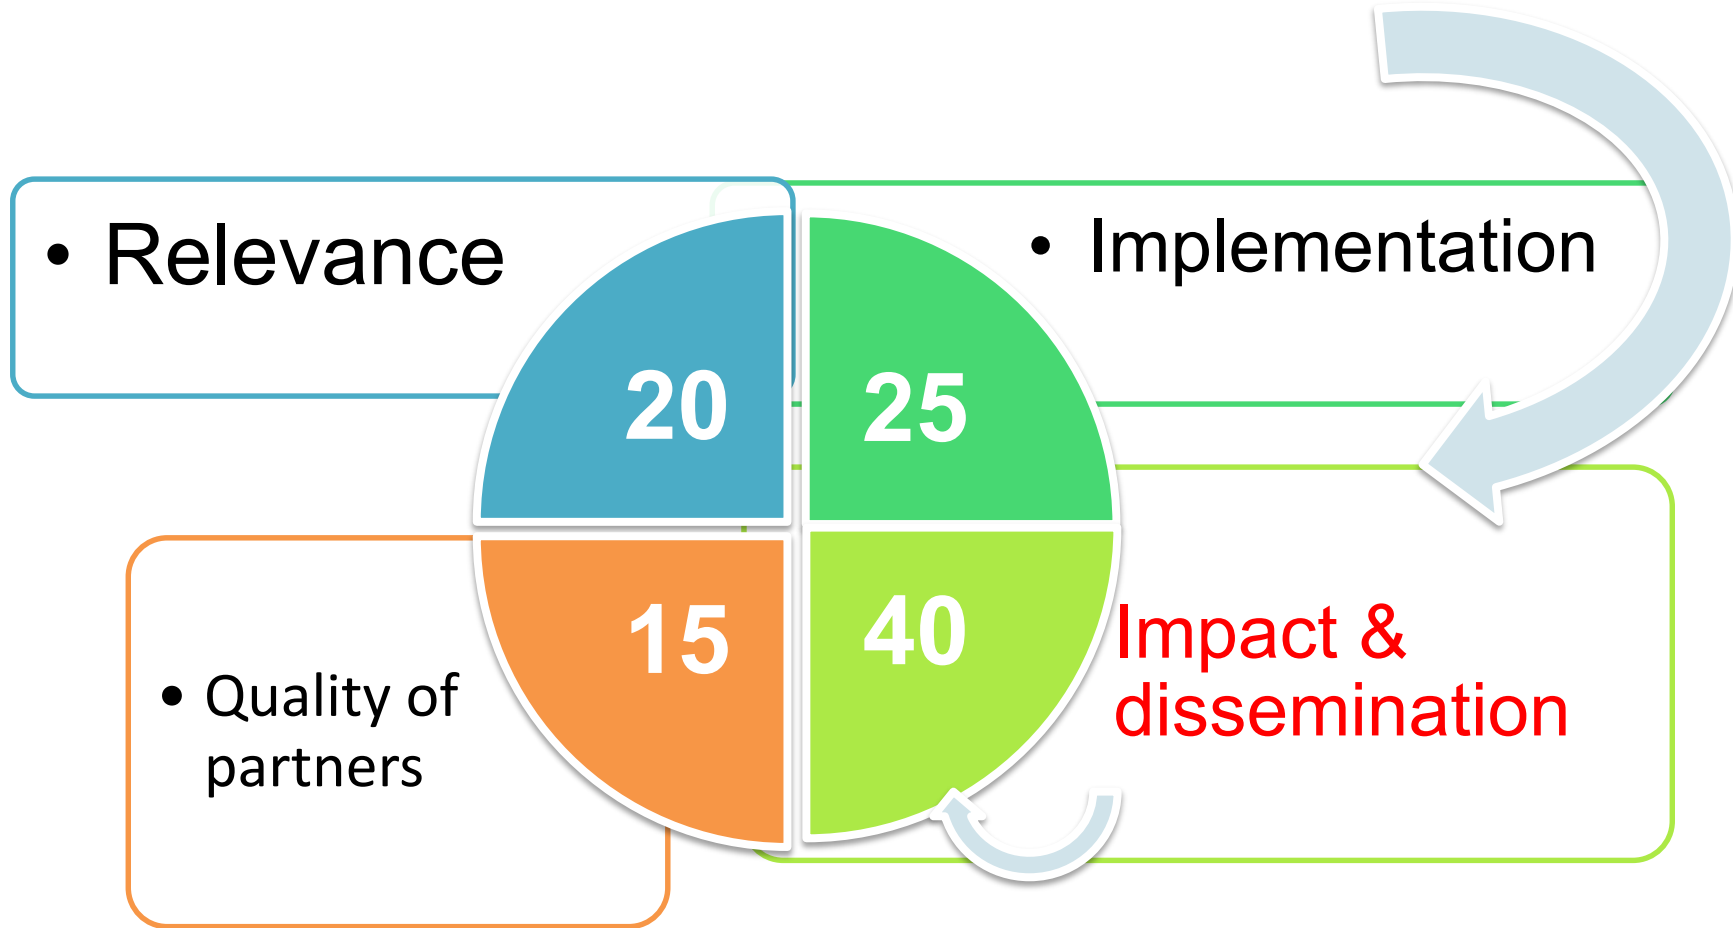 • Relevance
• Implementation
20
25
15
40
• Quality of
partners
Impact &
dissemination